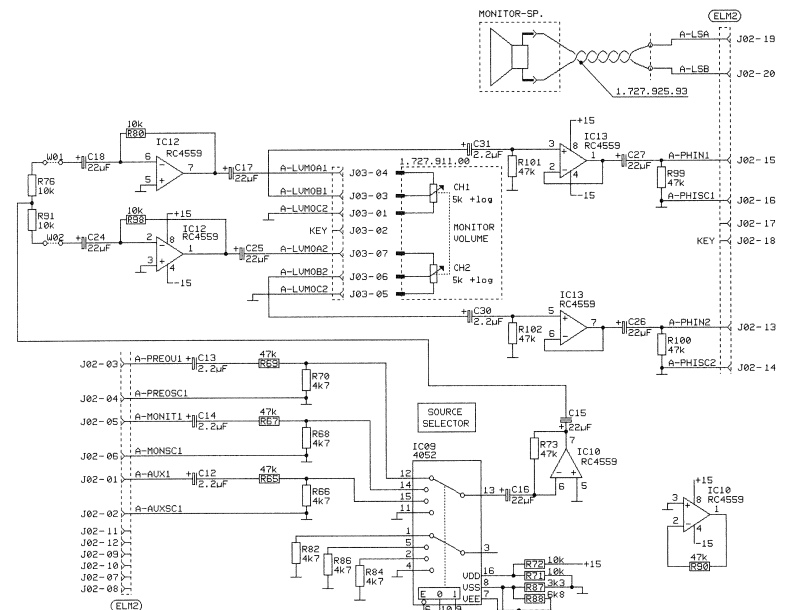 MONITOR-SP.
ELM2
A-LSA
J02-19
A-LSB
J02-20
1.727.925.93
10k
R80
IC12
RC4559
W01
C18
22µF
6
7
5
C17
22µF
R76
10k
R91
10k
W02
C24
22µF
10k
R98
+15
IC12
RC4559
2
8
1
3
4
-15
C25
22µF
A-LVMOA1
J03-04
A-LVMOB1
J03-03
A-LVMOC2
J03-01
KEY
J03-02
A-LVMOA2
J03-07
A-LVMOB2
J03-06
A-LVMOC2
J03-05
1.727.911.00
CH1
5k +log
MONITOR
VOLUME
CH2
5k +log
C31
2.2µF
R101
47k
+15
IC13
RC4559
3
8
1
2
4
-15
C27
22µF
A-PHIN1
J02-15
R99
47k
A-PHISC1
J02-16
J02-17
KEY
J02-18
C30
2.2µF
R102
47k
IC13
RC4559
5
7
6
C26
22µF
A-PHIN2
J02-13
R100
47k
A-PHISC2
J02-14
J02-03
A-PREOU1
C13
2.2µF
47k
R69
R70
4k7
J02-04
A-PREOSC1
J02-05
A-MONIT1
C14
2.2µF
47k
R67
R68
4k7
J02-06
A-MONSC1
J02-01
A-AUX1
C12
2.2µF
47k
R65
R66
4k7
J02-02
A-AUXSC1
J02-11
J02-12
J02-09
J02-10
J02-07
J02-08
ELM2
SOURCE
SELECTOR
IC09
4052
12
14
15
11
13
1
5
2
4
3
R82
4k7
R86
4k7
R84
4k7
E 0 1
6 10 9
VDD
16
VSS
8
VEE
7
C16
22µF
R73
47k
C15
22µF
7
IC10
RC4559
6
5
R72
10k
+15
R71
10k
R87
3k3
R88
6k8
+15
IC10
RC4559
3
8
1
2
4
-15
47k
R90